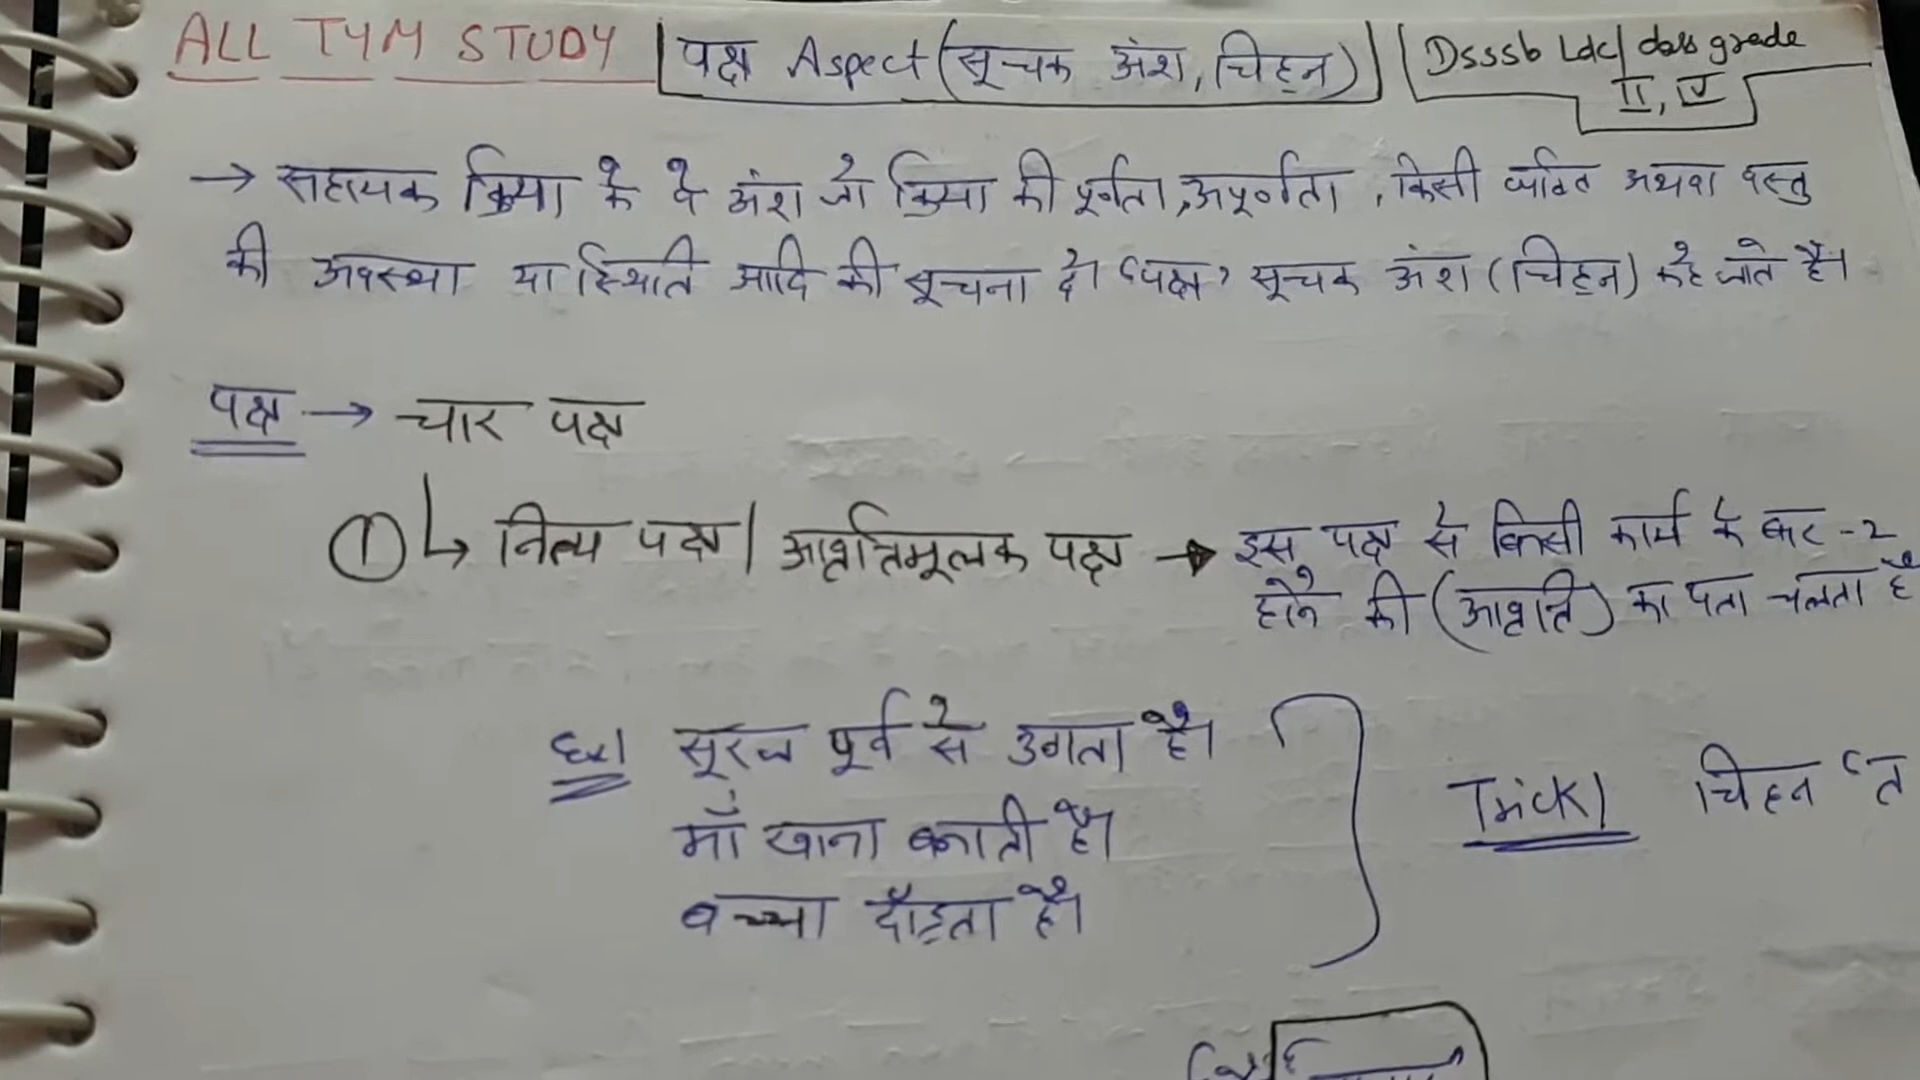 ALL TYM STUDY पक्ष Aspect (सूचक अंश, चिह्न) Dsssb Ldc/ dass grade
II, IV
→ सहायक क्रिया के वे अंश जो क्रिया की पूर्णता, अपूर्णता, किसी व्यक्ति अथवा वस्तु
की अवस्था या स्थिति आदि की सूचना दे। 'पक्ष' सूचक अंश (चिह्न) कहे जाते है।
पक्ष → चार पक्ष
① ↳ नित्य पक्ष / आवृत्तिमूलक पक्ष → इस पक्ष से किसी कार्य के बार-2
होने की (आवृत्ति) का पता चलता है
सूरज पूर्व से उगता है।
माँ खाना बनाती है।
Trick / चिह्न 'त
बच्चा दौड़ता है।